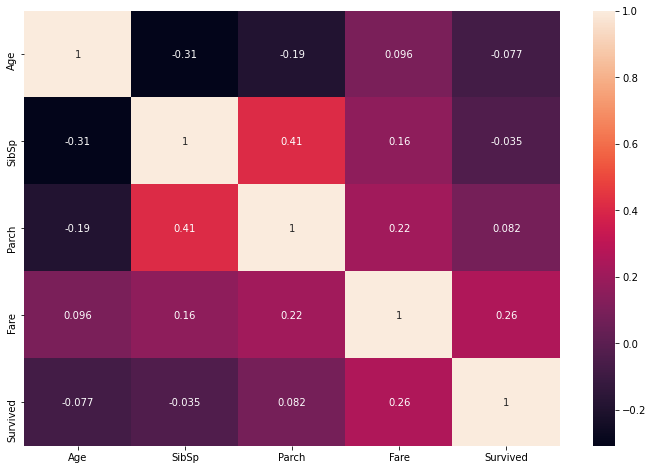 Age 1 -0.31 -0.19 0.096 -0.077
SibSp -0.31 1 0.41 0.16 -0.035
Parch -0.19 0.41 1 0.22 0.082
Fare 0.096 0.16 0.22 1 0.26
Survived -0.077 -0.035 0.082 0.26 1
Age SibSp Parch Fare Survived
1.0
0.8
0.6
0.4
0.2
0.0
−0.2